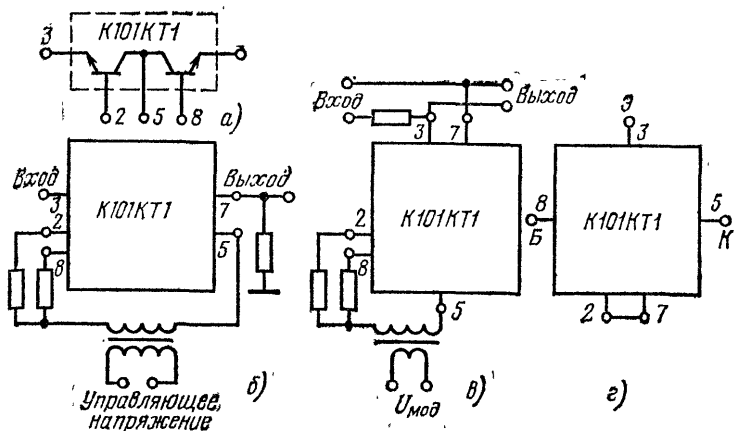 К101КТ1
3
7
2
5
8
а)
Вход
3
2
8
К101КТ1
Выход
7
5
Управляющее
напряжение
б)
Вход
Выход
3
7
2
8
К101КТ1
5
Uмод
в)
Э
3
8
Б
К101КТ1
5
К
2
7
г)